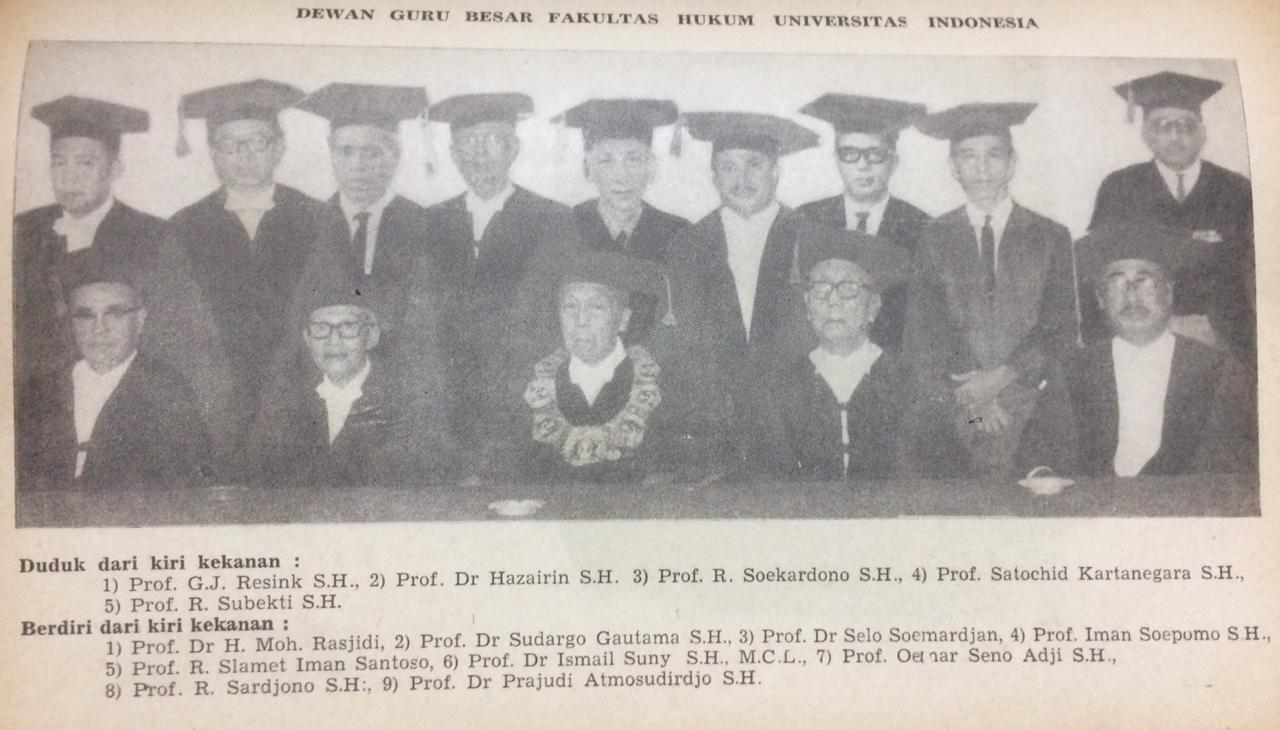 DEWAN GURU BESAR FAKULTAS HUKUM UNIVERSITAS INDONESIA
Duduk dari kiri kekanan :
1) Prof. G.J. Resink S.H., 2) Prof. Dr Hazairin S.H. 3) Prof. R. Soekardono S.H., 4) Prof. Satochid Kartanegara S.H.,
5) Prof. R. Subekti S.H.
Berdiri dari kiri kekanan :
1) Prof. Dr H. Moh. Rasjidi, 2) Prof. Dr Sudargo Gautama S.H., 3) Prof. Dr Selo Soemardjan, 4) Prof. Iman Soepomo S.H.,
5) Prof. R. Slamet Iman Santoso, 6) Prof. Dr Ismail Suny S.H., M.C.L., 7) Prof. Oemar Seno Adji S.H.,
8) Prof. R. Sardjono S.H:, 9) Prof. Dr Prajudi Atmosudirdjo S.H.